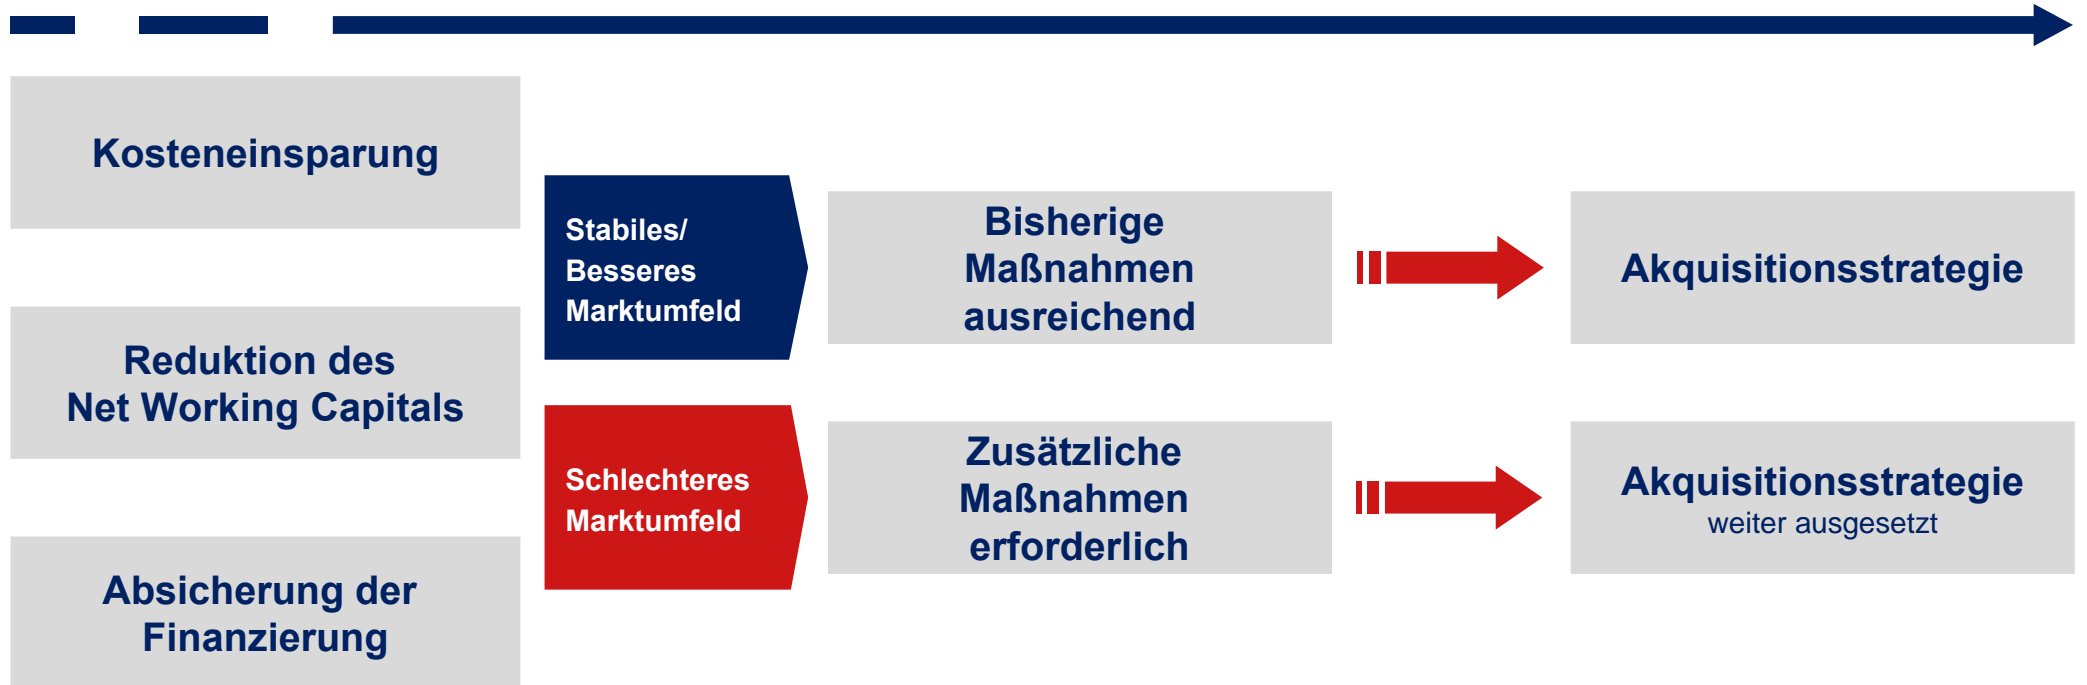 Kosteneinsparung
Reduktion des
Net Working Capitals
Absicherung der
Finanzierung
Stabiles/
Besseres
Marktumfeld
Bisherige
Maßnahmen
ausreichend
Akquisitionsstrategie
Schlechteres
Marktumfeld
Zusätzliche
Maßnahmen
erforderlich
Akquisitionsstrategie
weiter ausgesetzt